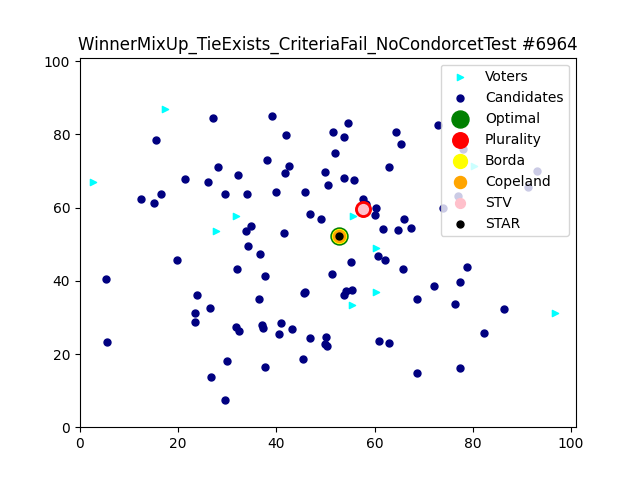 WinnerMixUp_TieExists_CriteriaFail_NoCondorcetTest #6964
100
80
60
40
20
0
0 20 40 60 80 100
Voters
Candidates
Optimal
Plurality
Borda
Copeland
STV
STAR